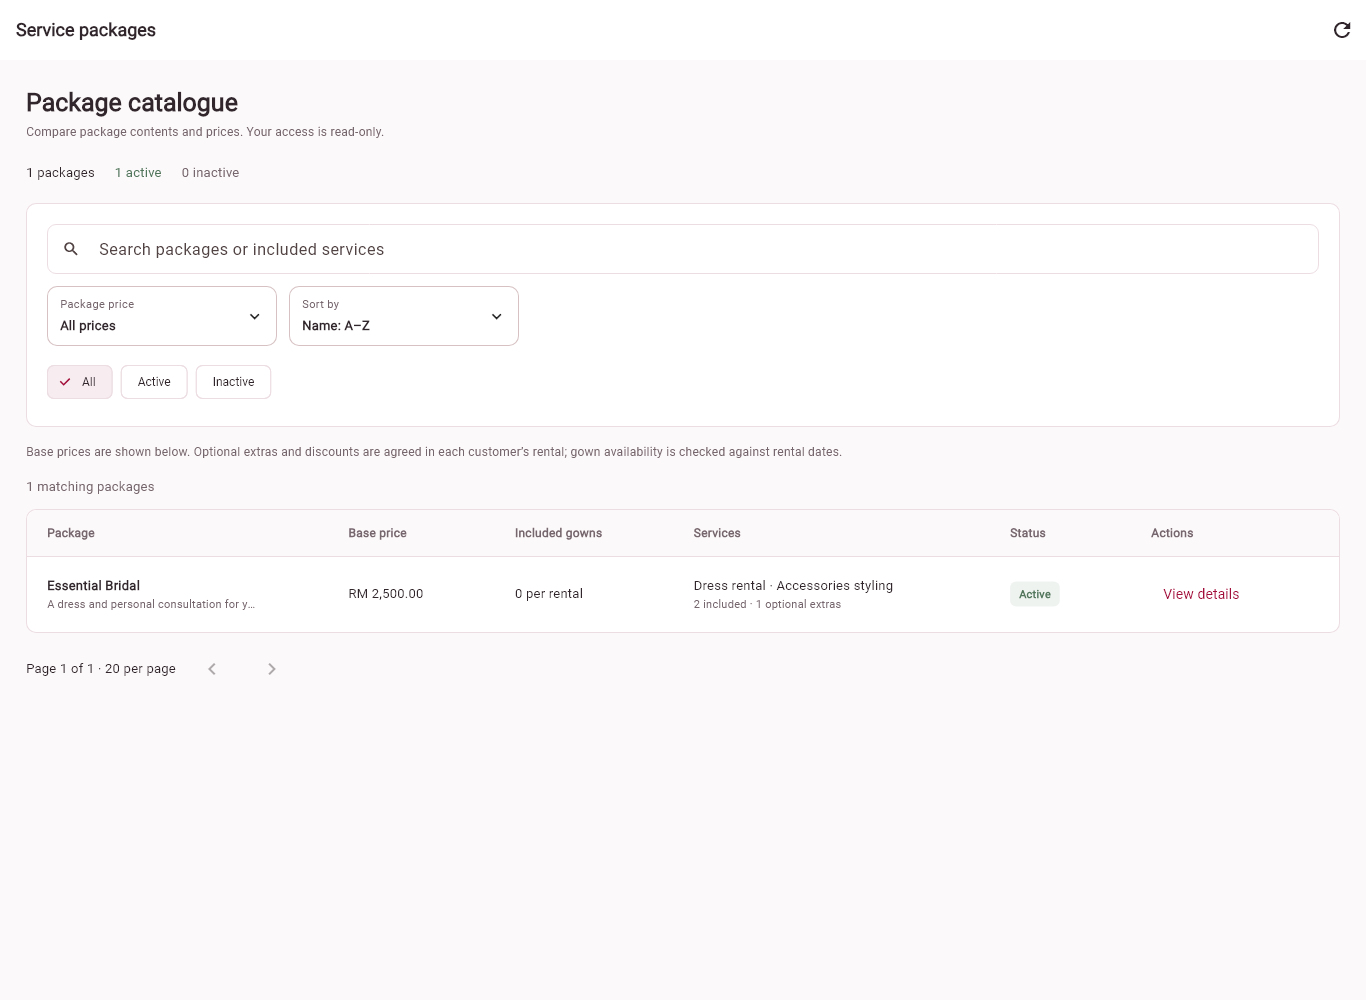 Service packages
Package catalogue
Compare package contents and prices. Your access is read-only.
1 packages 1 active 0 inactive
Search packages or included services
Package price
All prices
Sort by
Name: A–Z
All Active Inactive
Base prices are shown below. Optional extras and discounts are agreed in each customer’s rental; gown availability is checked against rental dates.
1 matching packages
Package Base price Included gowns Services Status Actions
Essential Bridal
A dress and personal consultation for y…
RM 2,500.00
0 per rental
Dress rental · Accessories styling
2 included · 1 optional extras
Active
View details
Page 1 of 1 · 20 per page